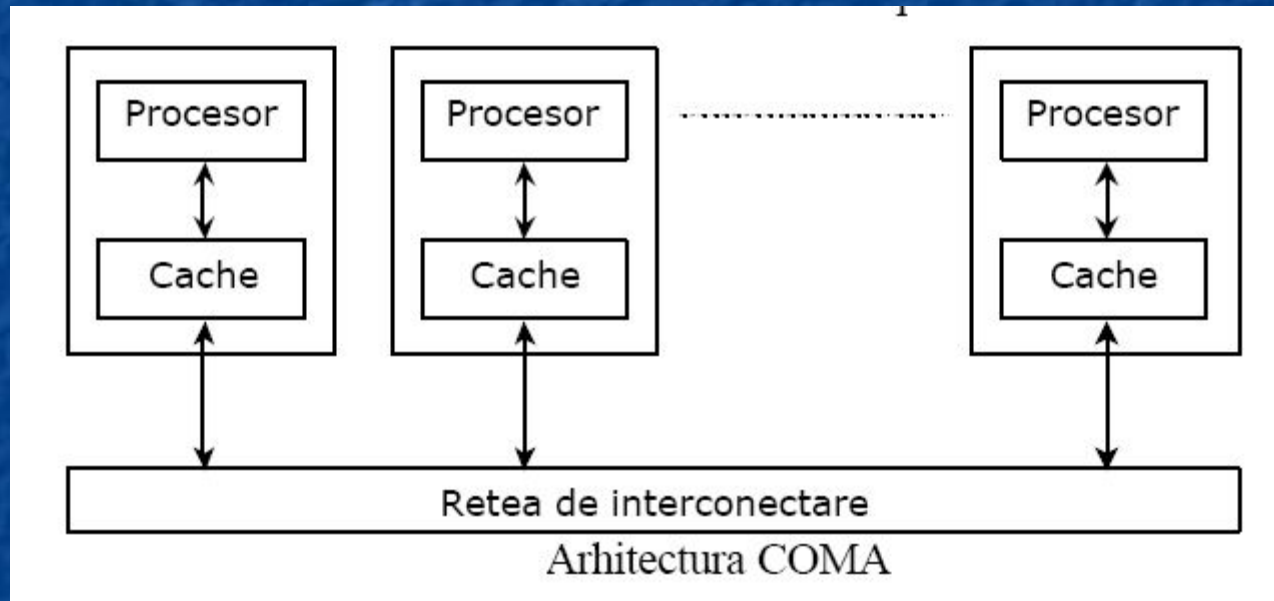 Procesor Procesor Procesor
Cache Cache Cache
Retea de interconectare
Arhitectura COMA